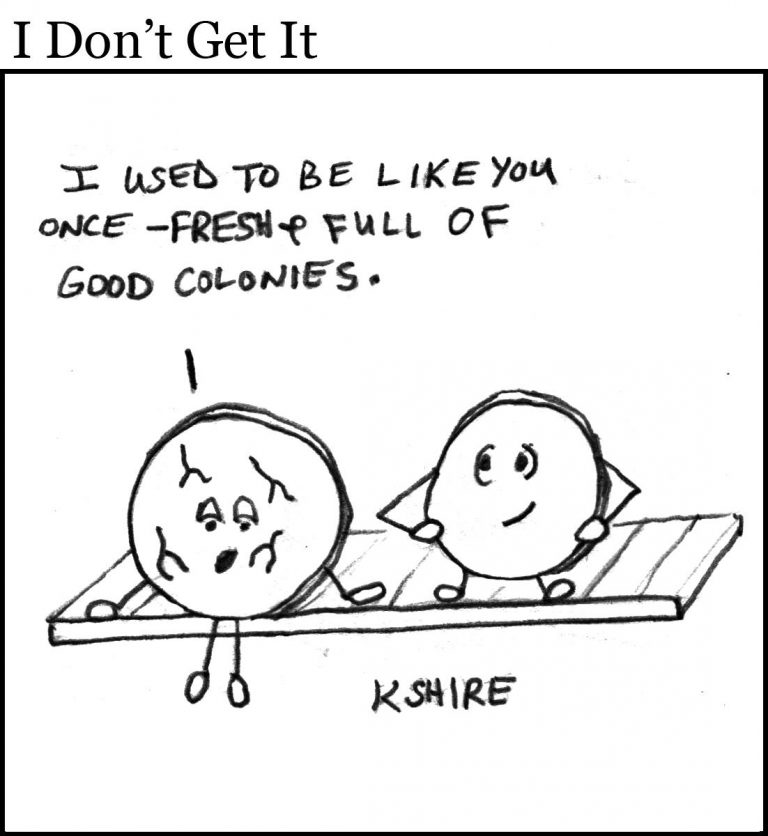 I Don't Get It
I USED TO BE LIKE YOU
ONCE - FRESH & FULL OF
GOOD COLONIES.
KSHIRE